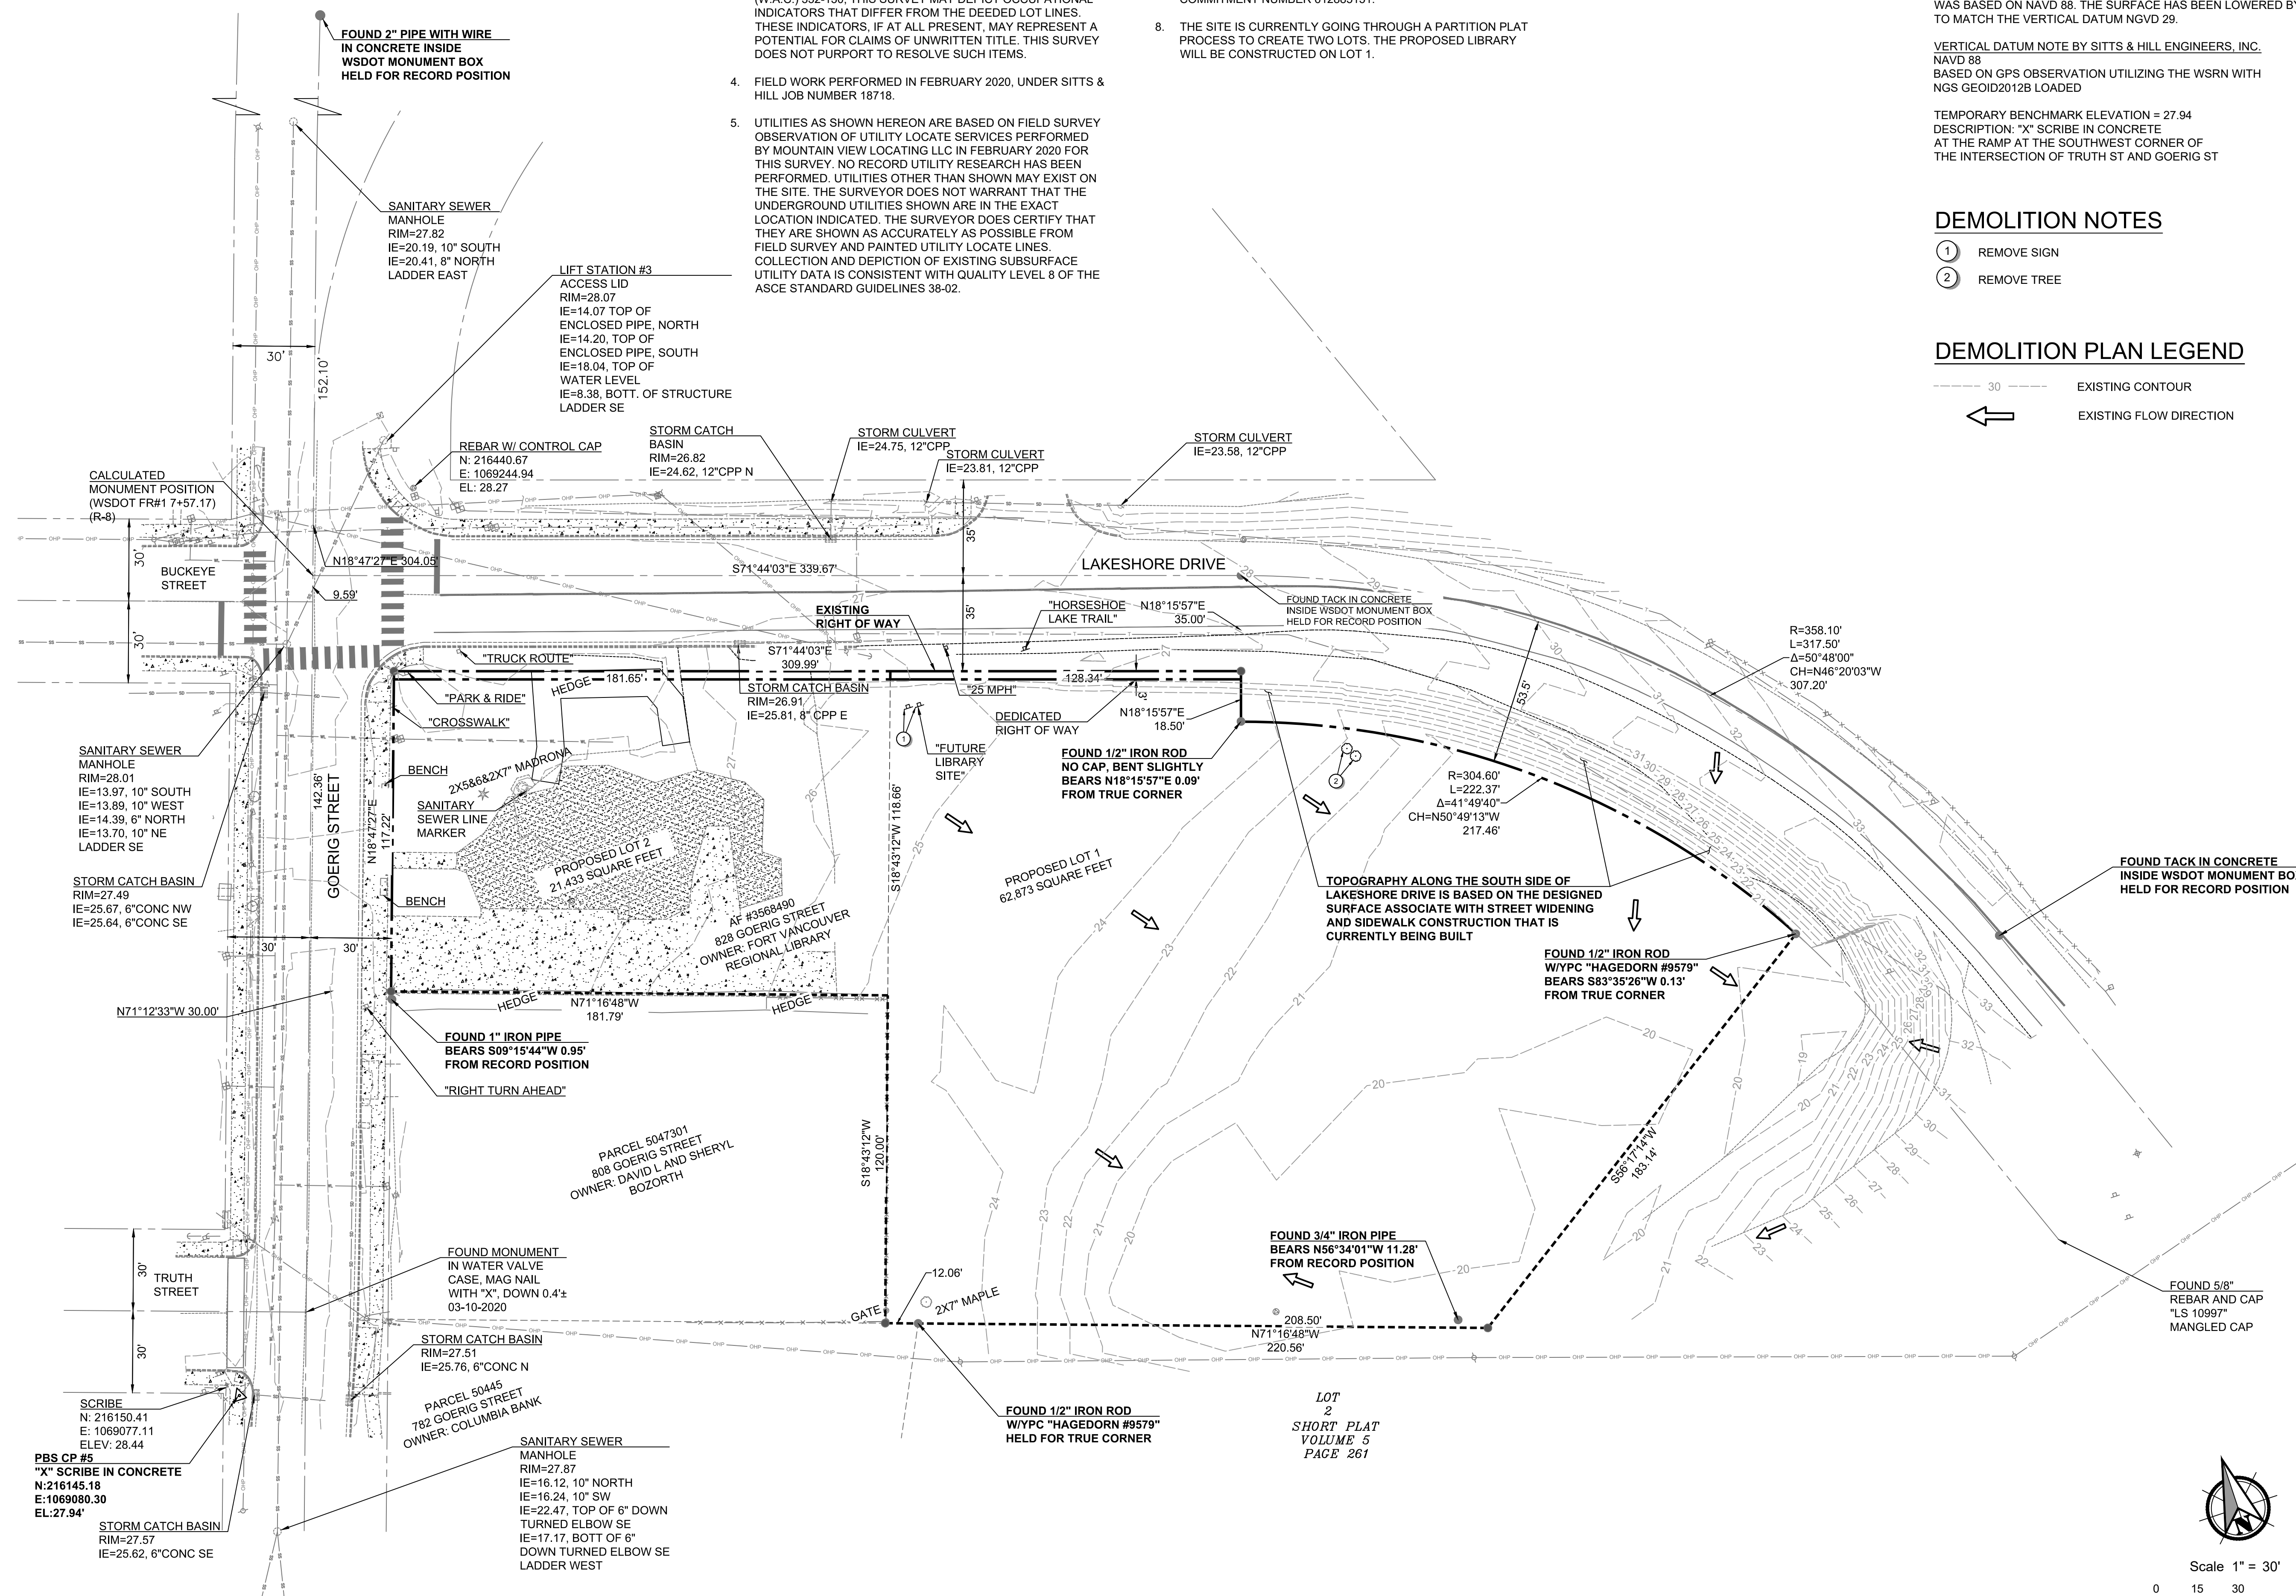 (W.A.C.) 332-130, THIS SURVEY MAY DEPICT OCCUPATIONAL
INDICATORS THAT DIFFER FROM THE DEEDED LOT LINES.
THESE INDICATORS, IF AT ALL PRESENT, MAY REPRESENT A
POTENTIAL FOR CLAIMS OF UNWRITTEN TITLE. THIS SURVEY
DOES NOT PURPORT TO RESOLVE SUCH ITEMS.
4. FIELD WORK PERFORMED IN FEBRUARY 2020, UNDER SITTS &
HILL JOB NUMBER 18718.
5. UTILITIES AS SHOWN HEREON ARE BASED ON FIELD SURVEY
OBSERVATION OF UTILITY LOCATE SERVICES PERFORMED
BY MOUNTAIN VIEW LOCATING LLC IN FEBRUARY 2020 FOR
THIS SURVEY. NO RECORD UTILITY RESEARCH HAS BEEN
PERFORMED. UTILITIES OTHER THAN SHOWN MAY EXIST ON
THE SITE. THE SURVEYOR DOES NOT WARRANT THAT THE
UNDERGROUND UTILITIES SHOWN ARE IN THE EXACT
LOCATION INDICATED. THE SURVEYOR DOES CERTIFY THAT
THEY ARE SHOWN AS ACCURATELY AS POSSIBLE FROM
FIELD SURVEY AND PAINTED UTILITY LOCATE LINES.
COLLECTION AND DEPICTION OF EXISTING SUBSURFACE
UTILITY DATA IS CONSISTENT WITH QUALITY LEVEL 8 OF THE
ASCE STANDARD GUIDELINES 38-02.
COMMITMENT NUMBER 612865151.
8. THE SITE IS CURRENTLY GOING THROUGH A PARTITION PLAT
PROCESS TO CREATE TWO LOTS. THE PROPOSED LIBRARY
WILL BE CONSTRUCTED ON LOT 1.
WAS BASED ON NAVD 88. THE SURFACE HAS BEEN LOWERED BY
TO MATCH THE VERTICAL DATUM NGVD 29.
VERTICAL DATUM NOTE BY SITTS & HILL ENGINEERS, INC.
NAVD 88
BASED ON GPS OBSERVATION UTILIZING THE WSRN WITH
NGS GEOID2012B LOADED
TEMPORARY BENCHMARK ELEVATION = 27.94
DESCRIPTION: "X" SCRIBE IN CONCRETE
AT THE RAMP AT THE SOUTHWEST CORNER OF
THE INTERSECTION OF TRUTH ST AND GOERIG ST
DEMOLITION NOTES
1 REMOVE SIGN
2 REMOVE TREE
DEMOLITION PLAN LEGEND
30 EXISTING CONTOUR
EXISTING FLOW DIRECTION
FOUND 2" PIPE WITH WIRE
IN CONCRETE INSIDE
WSDOT MONUMENT BOX
HELD FOR RECORD POSITION
SANITARY SEWER
MANHOLE
RIM=27.82
IE=20.19, 10" SOUTH
IE=20.41, 8" NORTH
LADDER EAST
LIFT STATION #3
ACCESS LID
RIM=28.07
IE=14.07 TOP OF
ENCLOSED PIPE, NORTH
IE=14.20, TOP OF
ENCLOSED PIPE, SOUTH
IE=18.04, TOP OF
WATER LEVEL
IE=8.38, BOTT. OF STRUCTURE
LADDER SE
30'
152.10'
REBAR W/ CONTROL CAP
N: 216440.67
E: 1069244.94
EL: 28.27
STORM CATCH
BASIN
RIM=26.82
IE=24.62, 12"CPP N
STORM CULVERT
IE=24.75, 12"CPP
STORM CULVERT
IE=23.81, 12"CPP
STORM CULVERT
IE=23.58, 12"CPP
CALCULATED
MONUMENT POSITION
(WSDOT FR#1 7+57.17)
(R-8)
30'
30'
BUCKEYE
STREET
N18°47'27"E 304.05'
9.59'
S71°44'03"E 339.67'
LAKESHORE DRIVE
35'
35'
EXISTING
RIGHT OF WAY
"HORSESHOE
LAKE TRAIL"
N18°15'57"E
35.00'
FOUND TACK IN CONCRETE
INSIDE WSDOT MONUMENT BOX
HELD FOR RECORD POSITION
R=358.10'
L=317.50'
Δ=50°48'00"
CH=N46°20'03"W
307.20'
53.5'
"TRUCK ROUTE"
S71°44'03"E
309.99'
HEDGE
181.65'
128.34'
3'
"PARK & RIDE"
"CROSSWALK"
STORM CATCH BASIN
RIM=26.91
IE=25.81, 8" CPP E
"25 MPH"
DEDICATED
RIGHT OF WAY
N18°15'57"E
18.50'
1
"FUTURE
LIBRARY
SITE"
FOUND 1/2" IRON ROD
NO CAP, BENT SLIGHTLY
BEARS N18°15'57"E 0.09'
FROM TRUE CORNER
2
R=304.60'
L=222.37'
Δ=41°49'40"
CH=N50°49'13"W
217.46'
SANITARY SEWER
MANHOLE
RIM=28.01
IE=13.97, 10" SOUTH
IE=13.89, 10" WEST
IE=14.39, 6" NORTH
IE=13.70, 10" NE
LADDER SE
BENCH
2X5&6&2X7" MADRONA
SANITARY
SEWER LINE
MARKER
142.36'
GOERIG STREET
N18°47'27"E
117.22'
PROPOSED LOT 2
21,433 SQUARE FEET
S18°43'12"W 118.66'
PROPOSED LOT 1
62,873 SQUARE FEET
STORM CATCH BASIN
RIM=27.49
IE=25.67, 6"CONC NW
IE=25.64, 6"CONC SE
BENCH
AF #3568490
828 GOERIG STREET
OWNER: FORT VANCOUVER
REGIONAL LIBRARY
TOPOGRAPHY ALONG THE SOUTH SIDE OF
LAKESHORE DRIVE IS BASED ON THE DESIGNED
SURFACE ASSOCIATE WITH STREET WIDENING
AND SIDEWALK CONSTRUCTION THAT IS
CURRENTLY BEING BUILT
FOUND TACK IN CONCRETE
INSIDE WSDOT MONUMENT BO
HELD FOR RECORD POSITION
30'
30'
FOUND 1/2" IRON ROD
W/YPC "HAGEDORN #9579"
BEARS S83°35'26"W 0.13'
FROM TRUE CORNER
N71°12'33"W 30.00'
HEDGE
N71°16'48"W
181.79'
HEDGE
FOUND 1" IRON PIPE
BEARS S09°15'44"W 0.95'
FROM RECORD POSITION
"RIGHT TURN AHEAD"
PARCEL 5047301
808 GOERIG STREET
OWNER: DAVID L AND SHERYL
BOZORTH
S18°43'12"W
120.00'
S56°17'14"W
183.14'
FOUND 3/4" IRON PIPE
BEARS N56°34'01"W 11.28'
FROM RECORD POSITION
30'
TRUTH
STREET
30'
FOUND MONUMENT
IN WATER VALVE
CASE, MAG NAIL
WITH "X", DOWN 0.4'±
03-10-2020
12.06'
GATE
2X7" MAPLE
208.50'
N71°16'48"W
220.56'
FOUND 5/8"
REBAR AND CAP
"LS 10997"
MANGLED CAP
STORM CATCH BASIN
RIM=27.51
IE=25.76, 6"CONC N
PARCEL 50445
782 GOERIG STREET
OWNER: COLUMBIA BANK
SCRIBE
N: 216150.41
E: 1069077.11
ELEV: 28.44
PBS CP #5
"X" SCRIBE IN CONCRETE
N:216145.18
E:1069080.30
EL:27.94'
STORM CATCH BASIN
RIM=27.57
IE=25.62, 6"CONC SE
SANITARY SEWER
MANHOLE
RIM=27.87
IE=16.12, 10" NORTH
IE=16.24, 10" SW
IE=22.47, TOP OF 6" DOWN
TURNED ELBOW SE
IE=17.17, BOTT OF 6"
DOWN TURNED ELBOW SE
LADDER WEST
FOUND 1/2" IRON ROD
W/YPC "HAGEDORN #9579"
HELD FOR TRUE CORNER
LOT
2
SHORT PLAT
VOLUME 5
PAGE 261
N
Scale 1" = 30'
0 15 30